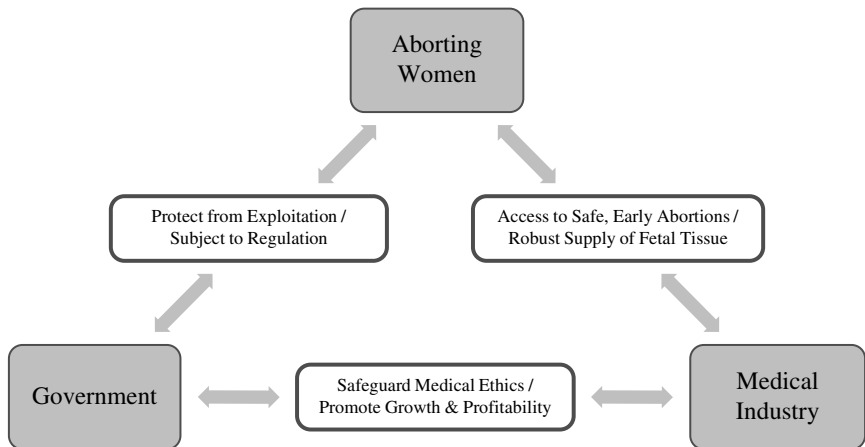 Aborting
Women
Protect from Exploitation /
Subject to Regulation
Access to Safe, Early Abortions /
Robust Supply of Fetal Tissue
Government
Safeguard Medical Ethics /
Promote Growth & Profitability
Medical
Industry